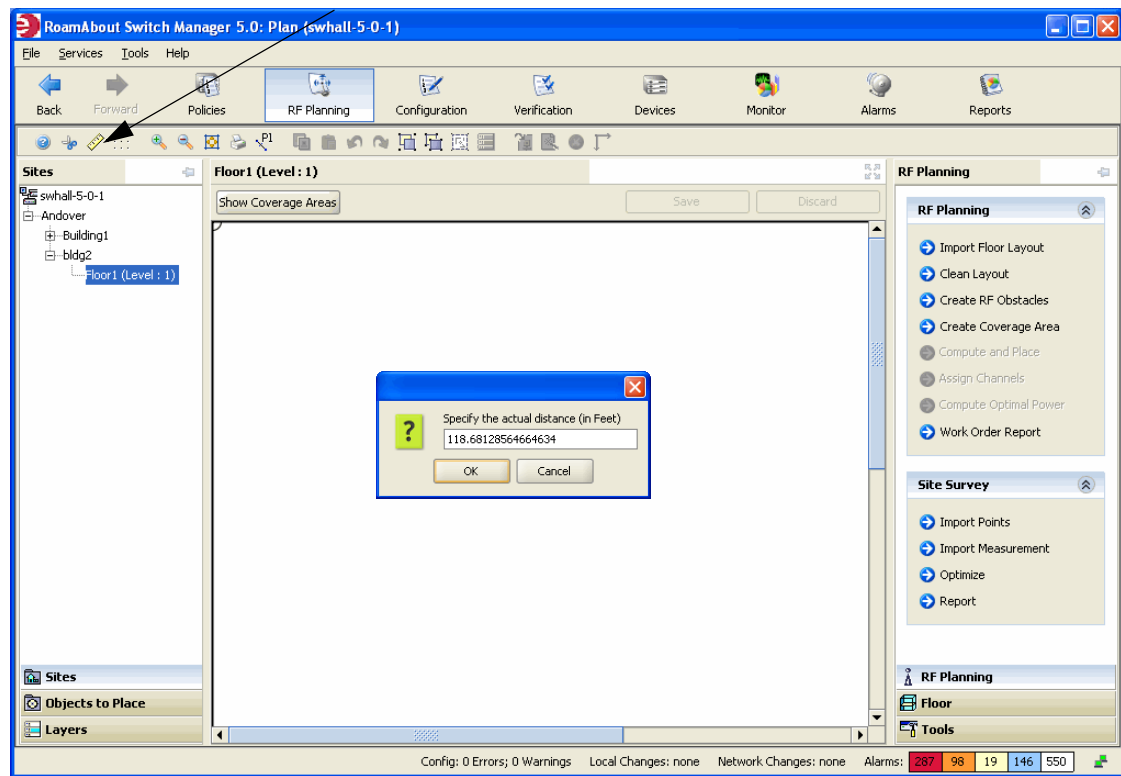 RoamAbout Switch Manager 5.0: Plan (swhall-5-0-1)
File Services Tools Help
Back Forward Policies RF Planning Configuration Verification Devices Monitor Alarms Reports
P1
Sites
swhall-5-0-1
Andover
Building1
bldg2
Floor1 (Level : 1)
Sites
Objects to Place
Layers
Floor1 (Level : 1)
Show Coverage Areas Save Discard
Specify the actual distance (in Feet)
118.68128564664634
OK Cancel
RF Planning
RF Planning
Import Floor Layout
Clean Layout
Create RF Obstacles
Create Coverage Area
Compute and Place
Assign Channels
Compute Optimal Power
Work Order Report
Site Survey
Import Points
Import Measurement
Optimize
Report
RF Planning
Floor
Tools
Config: 0 Errors; 0 Warnings Local Changes: none Network Changes: none Alarms: 287 98 19 146 550